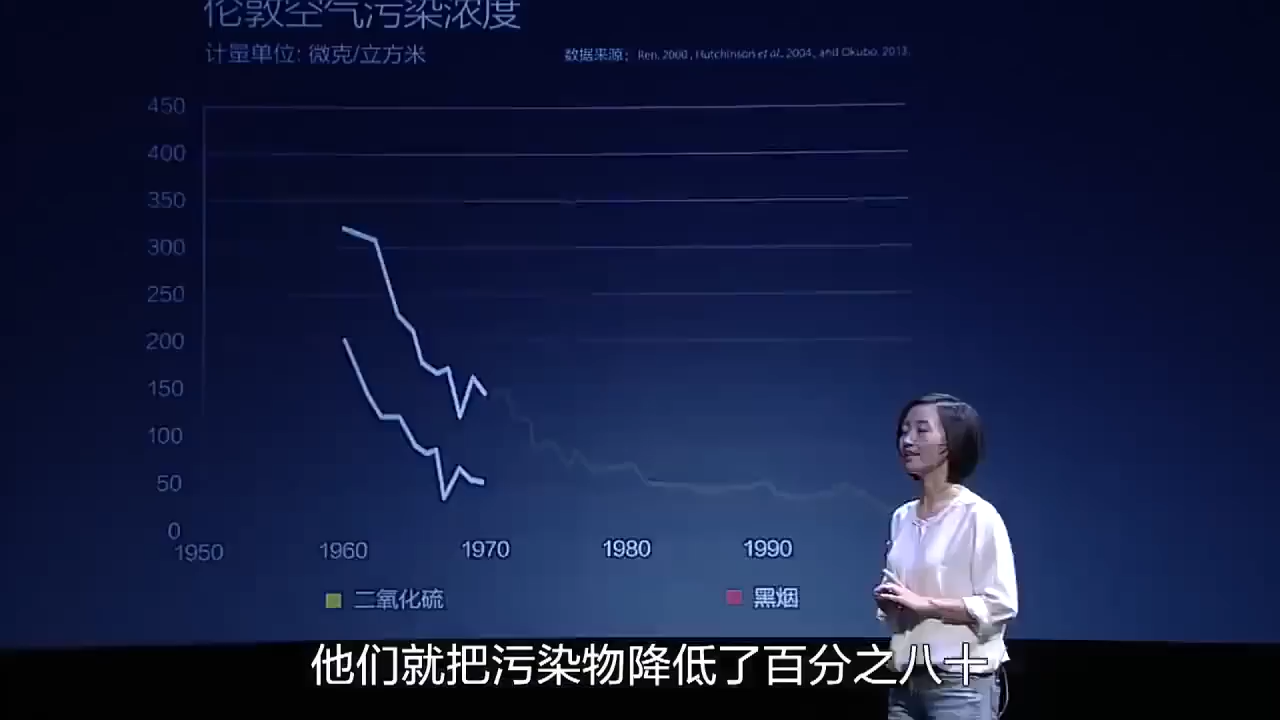 伦敦空气污染浓度
计量单位: 微克/立方米
数据来源: Ren, 2000 , Hutchinson et al. 2004, and Okubo, 2013.
450
400
350
300
250
200
150
100
50
0
1950 1960 1970 1980 1990
二氧化硫 黑烟
他们就把污染物降低了百分之八十